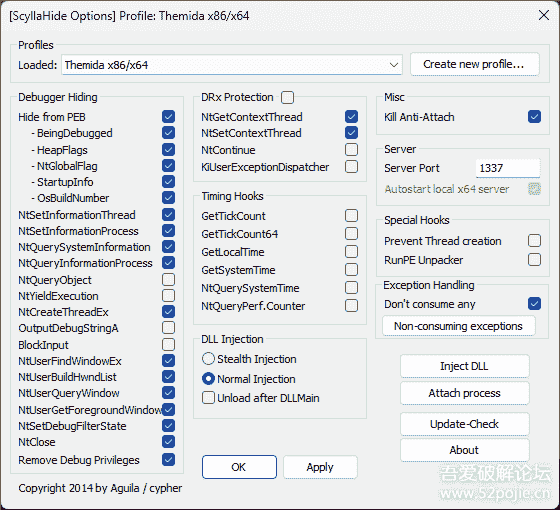 [ScyllaHide Options] Profile: Themida x86/x64
Profiles
Loaded: Themida x86/x64
Create new profile...
Debugger Hiding
Hide from PEB
- BeingDebugged
- HeapFlags
- NtGlobalFlag
- StartupInfo
- OsBuildNumber
NtSetInformationThread
NtSetInformationProcess
NtQuerySystemInformation
NtQueryInformationProcess
NtQueryObject
NtYieldExecution
NtCreateThreadEx
OutputDebugStringA
BlockInput
NtUserFindWindowEx
NtUserBuildHwndList
NtUserQueryWindow
NtUserGetForegroundWindow
NtSetDebugFilterState
NtClose
Remove Debug Privileges
DRx Protection
NtGetContextThread
NtSetContextThread
NtContinue
KiUserExceptionDispatcher
Timing Hooks
GetTickCount
GetTickCount64
GetLocalTime
GetSystemTime
NtQuerySystemTime
NtQueryPerf.Counter
DLL Injection
Stealth Injection
Normal Injection
Unload after DLLMain
Misc
Kill Anti-Attach
Server
Server Port 1337
Autostart local x64 server
Special Hooks
Prevent Thread creation
RunPE Unpacker
Exception Handling
Don't consume any
Non-consuming exceptions
Inject DLL
Attach process
Update-Check
About
OK
Apply
Copyright 2014 by Aguila / cypher
吾爱破解论坛
www.52pojie.cn